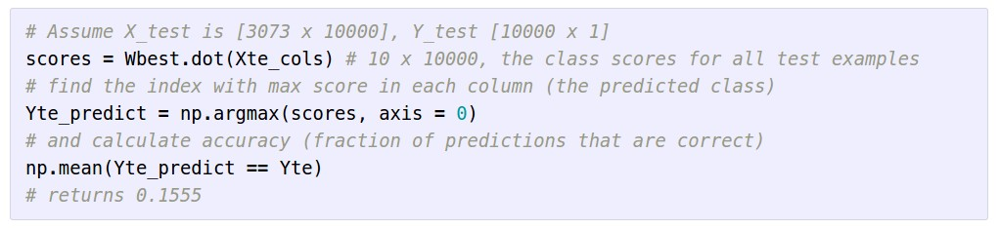 # Assume X_test is [3073 x 10000], Y_test [10000 x 1]
scores = Wbest.dot(Xte_cols) # 10 x 10000, the class scores for all test examples
# find the index with max score in each column (the predicted class)
Yte_predict = np.argmax(scores, axis = 0)
# and calculate accuracy (fraction of predictions that are correct)
np.mean(Yte_predict == Yte)
# returns 0.1555